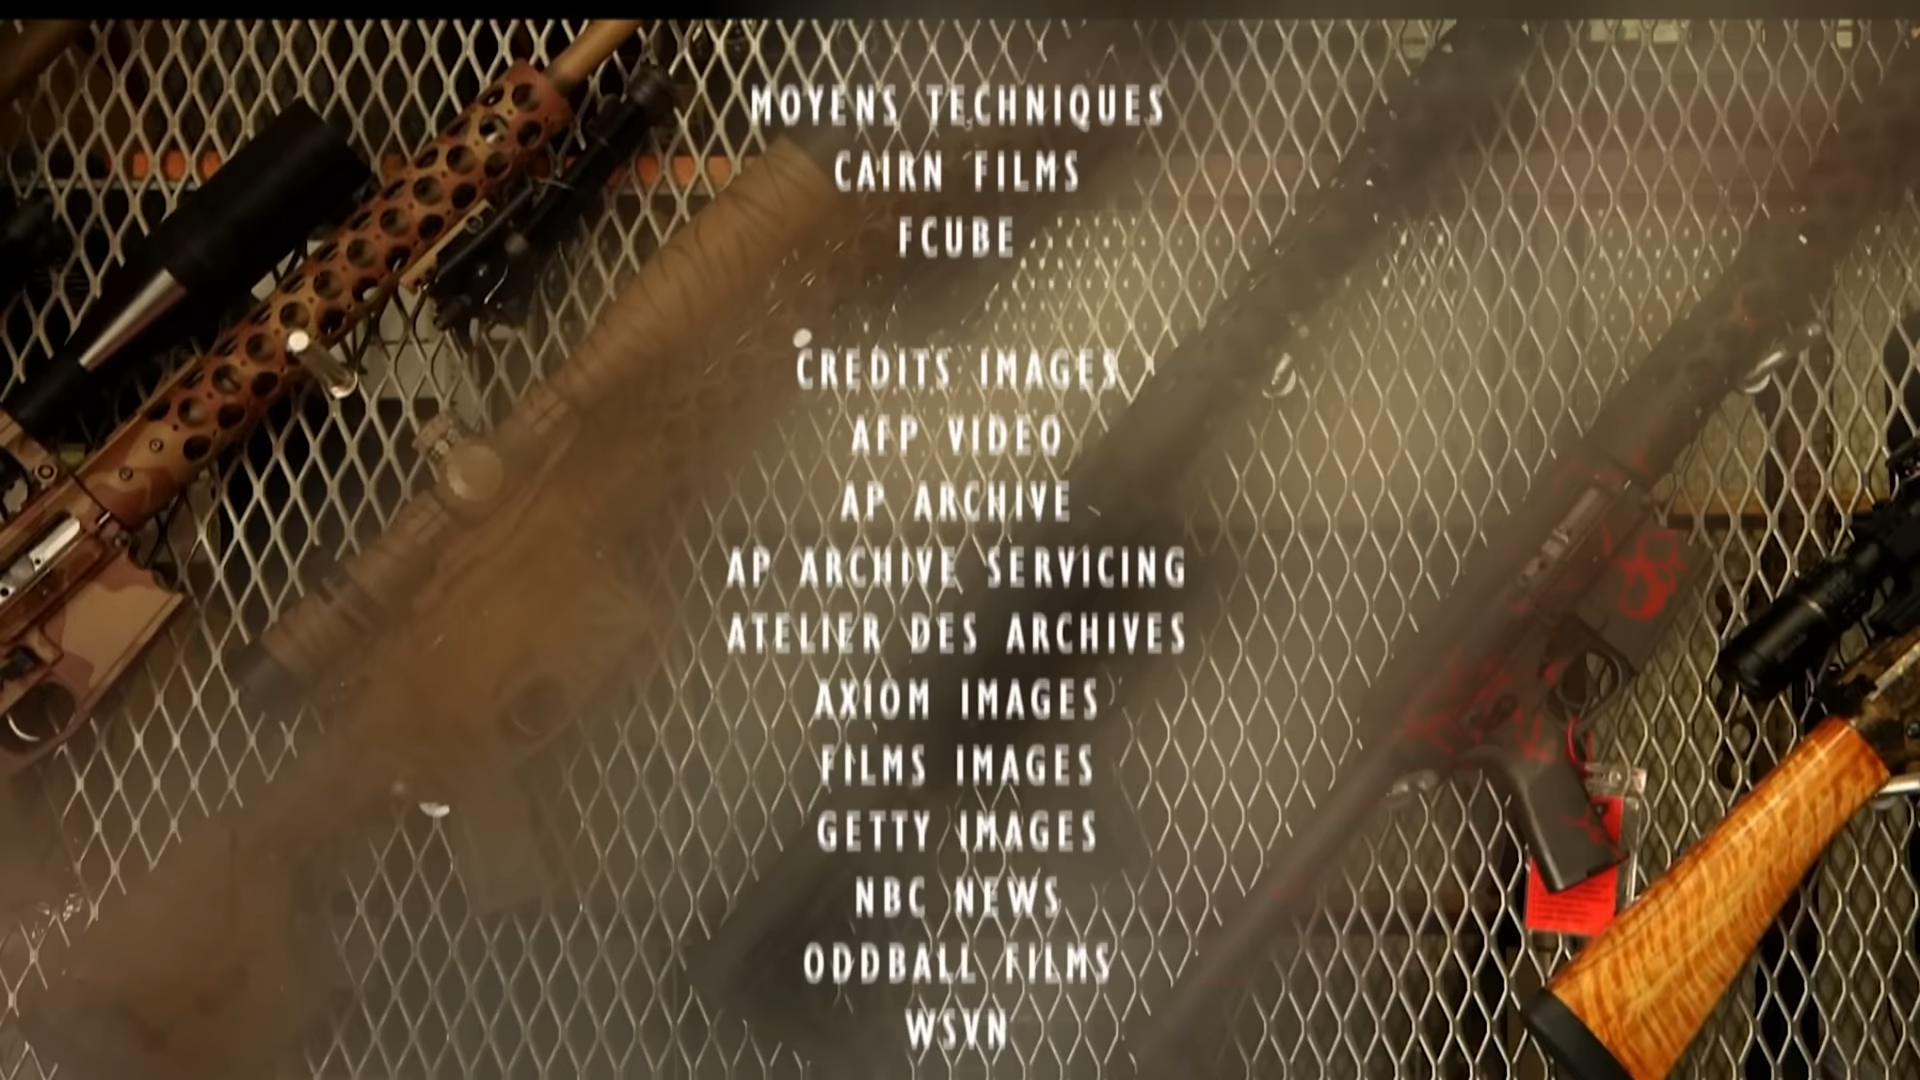 MOYENS TECHNIQUES
CAIRN FILMS
FCUBE
CREDITS IMAGES
AFP VIDEO
AP ARCHIVE
AP ARCHIVE SERVICING
ATELIER DES ARCHIVES
AXIOM IMAGES
FILMS IMAGES
GETTY IMAGES
NBC NEWS
ODDBALL FILMS
WSVN